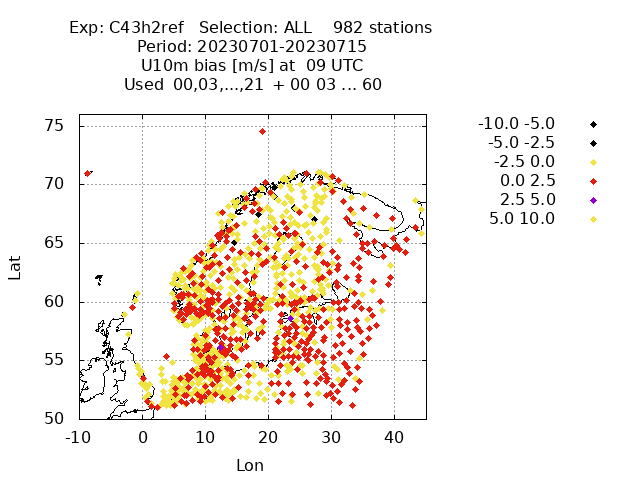 Exp: C43h2ref   Selection: ALL    982 stations
Period: 20230701-20230715
U10m bias [m/s] at  09 UTC
Used  00,03,...,21  + 00 03 ... 60
-10.0 -5.0
-5.0 -2.5
-2.5 0.0
0.0 2.5
2.5 5.0
5.0 10.0
75
70
65
60
55
50
Lat
-10 0 10 20 30 40
Lon